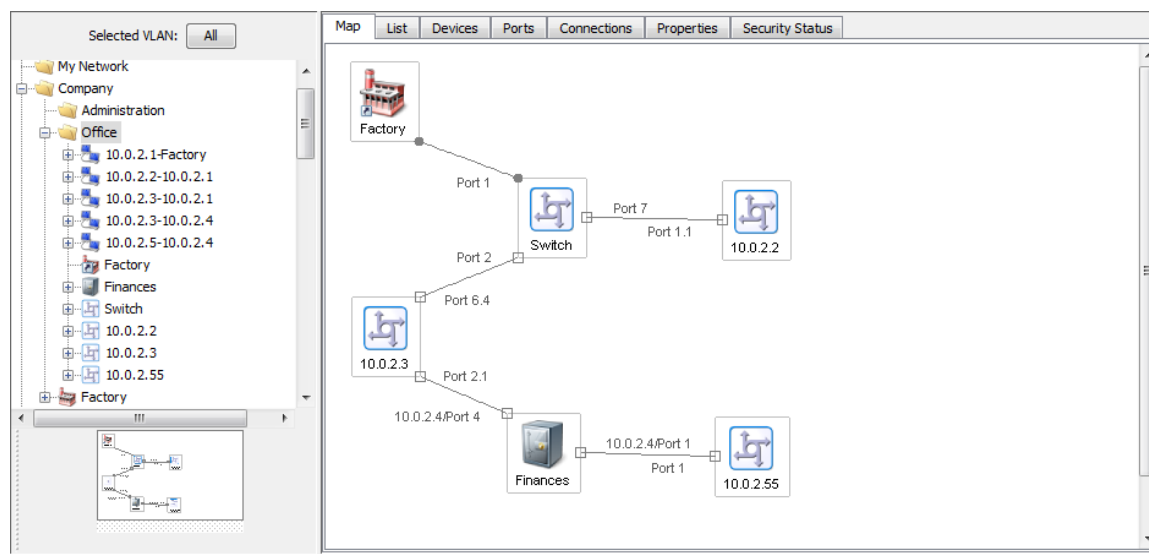 Selected VLAN: All
My Network
Company
Administration
Office
10.0.2.1-Factory
10.0.2.2-10.0.2.1
10.0.2.3-10.0.2.1
10.0.2.3-10.0.2.4
10.0.2.5-10.0.2.4
Factory
Finances
Switch
10.0.2.2
10.0.2.3
10.0.2.55
Factory
Map List Devices Ports Connections Properties Security Status
Factory
Port 1
Port 7
Port 1.1
Switch
10.0.2.2
Port 2
Port 6.4
10.0.2.3
Port 2.1
10.0.2.4/Port 4
10.0.2.4/Port 1
Port 1
Finances
10.0.2.55